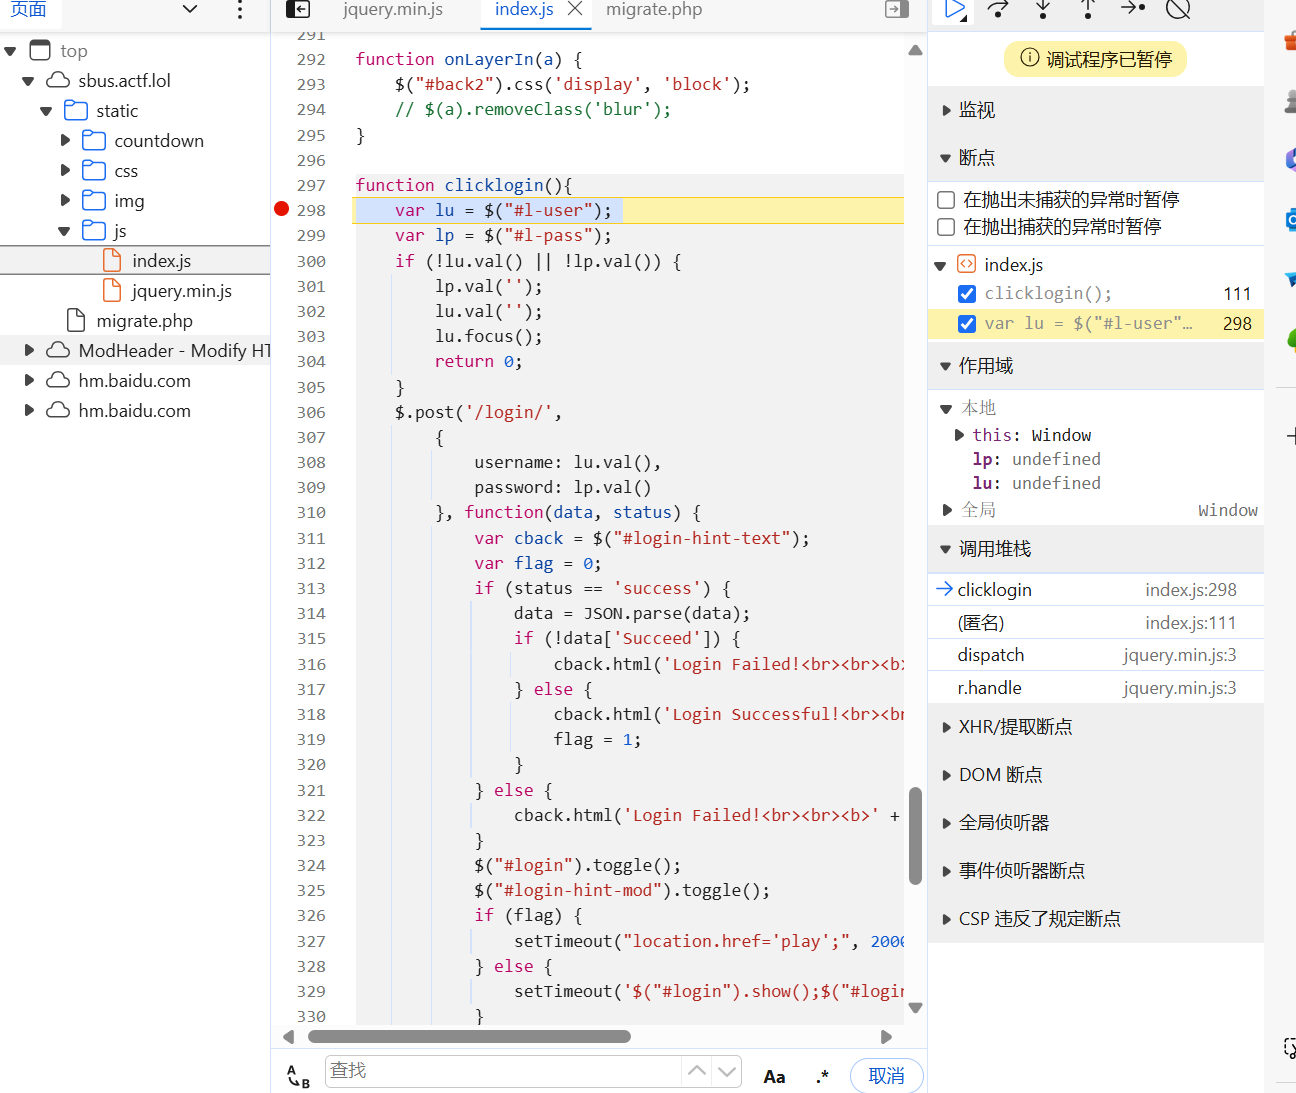 页面
top
sbus.actf.lol
static
countdown
css
img
js
index.js
jquery.min.js
migrate.php
ModHeader - Modify HT
hm.baidu.com
hm.baidu.com
jquery.min.js
index.js
migrate.php
291
292 function onLayerIn(a) {
293 $("#back2").css('display', 'block');
294 // $(a).removeClass('blur');
295 }
296
297 function clicklogin(){
298 var lu = $("#l-user");
299 var lp = $("#l-pass");
300 if (!lu.val() || !lp.val()) {
301 lp.val('');
302 lu.val('');
303 lu.focus();
304 return 0;
305 }
306 $.post('/login/',
307 {
308 username: lu.val(),
309 password: lp.val()
310 }, function(data, status) {
311 var cback = $("#login-hint-text");
312 var flag = 0;
313 if (status == 'success') {
314 data = JSON.parse(data);
315 if (!data['Succeed']) {
316 cback.html('Login Failed!<br><br><b>
317 } else {
318 cback.html('Login Successful!<br><br
319 flag = 1;
320 }
321 } else {
322 cback.html('Login Failed!<br><br><b>' +
323 }
324 $("#login").toggle();
325 $("#login-hint-mod").toggle();
326 if (flag) {
327 setTimeout("location.href='play';", 2000
328 } else {
329 setTimeout('$("#login").show();$("#login
330 }
查找
Aa
.*
取消
调试程序已暂停
监视
断点
在抛出未捕获的异常时暂停
在抛出捕获的异常时暂停
index.js
clicklogin(); 111
var lu = $("#l-user"… 298
作用域
本地
this: Window
lp: undefined
lu: undefined
全局 Window
调用堆栈
clicklogin index.js:298
(匿名) index.js:111
dispatch jquery.min.js:3
r.handle jquery.min.js:3
XHR/提取断点
DOM 断点
全局侦听器
事件侦听器断点
CSP 违反了规定断点